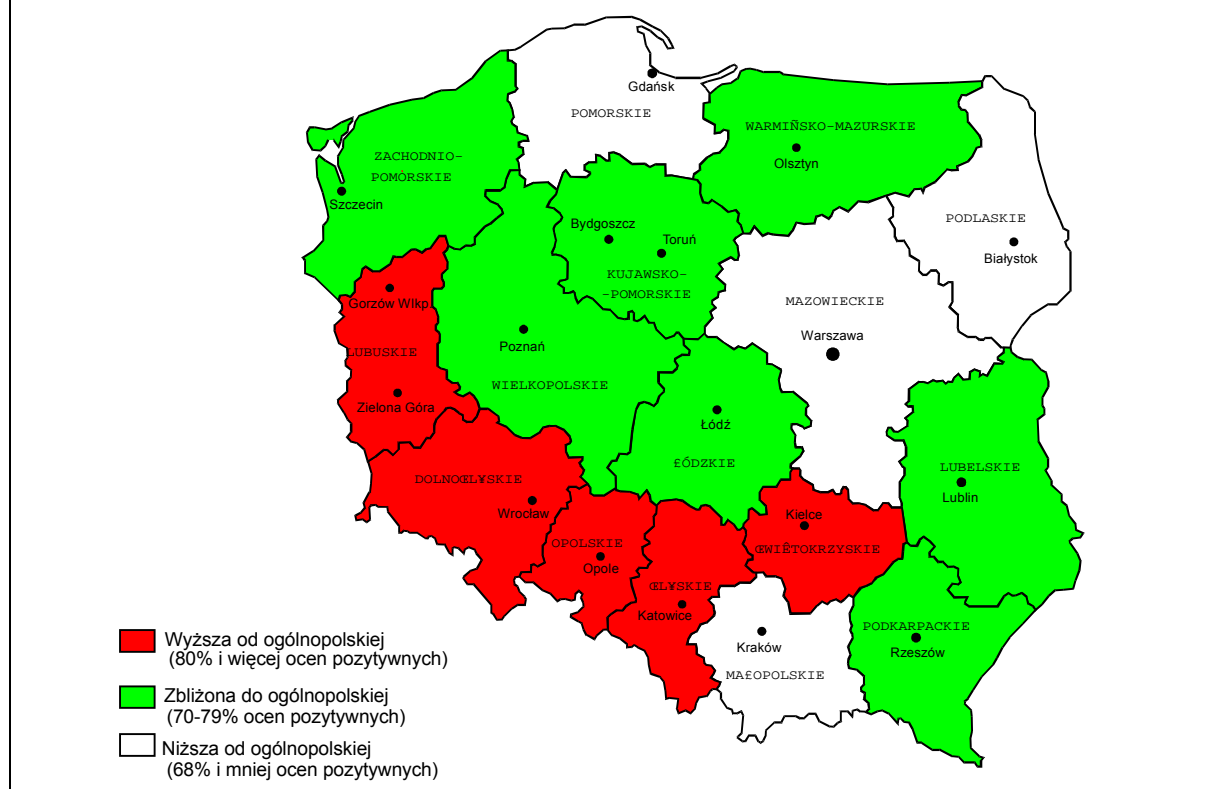 Gdańsk
POMORSKIE
WARMIÑSKO-MAZURSKIE
Olsztyn
ZACHODNIO-
POMORSKIE
Szczecin
PODLASKIE
Białystok
Bydgoszcz
Toruń
KUJAWSKO-
-POMORSKIE
Gorzów Wlkp.
LUBUSKIE
Zielona Góra
MAZOWIECKIE
Warszawa
Poznań
WIELKOPOLSKIE
Łódź
£ÓDZKIE
LUBELSKIE
Lublin
DOLNOŒL¥SKIE
Wrocław
OPOLSKIE
Opole
Kielce
ŒWIÊTOKRZYSKIE
ŒL¥SKIE
Katowice
Kraków
MA£OPOLSKIE
PODKARPACKIE
Rzeszów
Wyższa od ogólnopolskiej
(80% i więcej ocen pozytywnych)
Zbliżona do ogólnopolskiej
(70-79% ocen pozytywnych)
Niższa od ogólnopolskiej
(68% i mniej ocen pozytywnych)